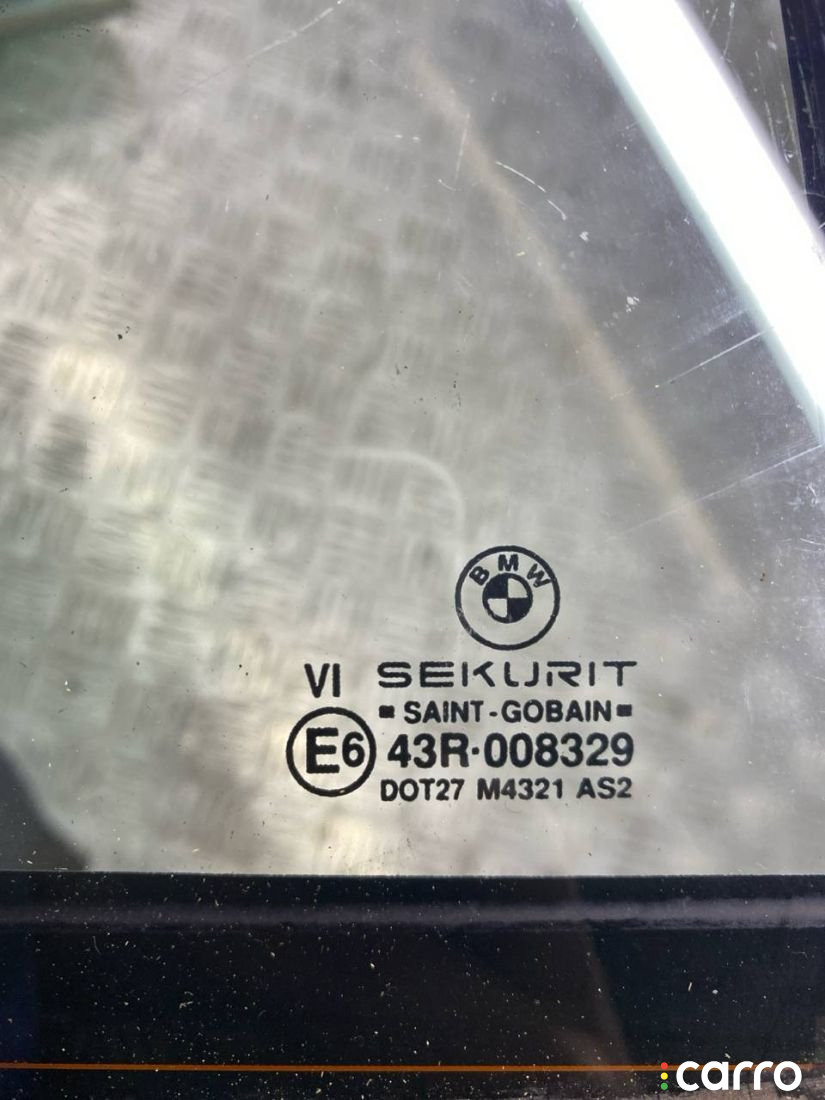 BMW
VI SEKURIT
SAINT-GOBAIN
E6 43R-008329
DOT27 M4321 AS2
carro